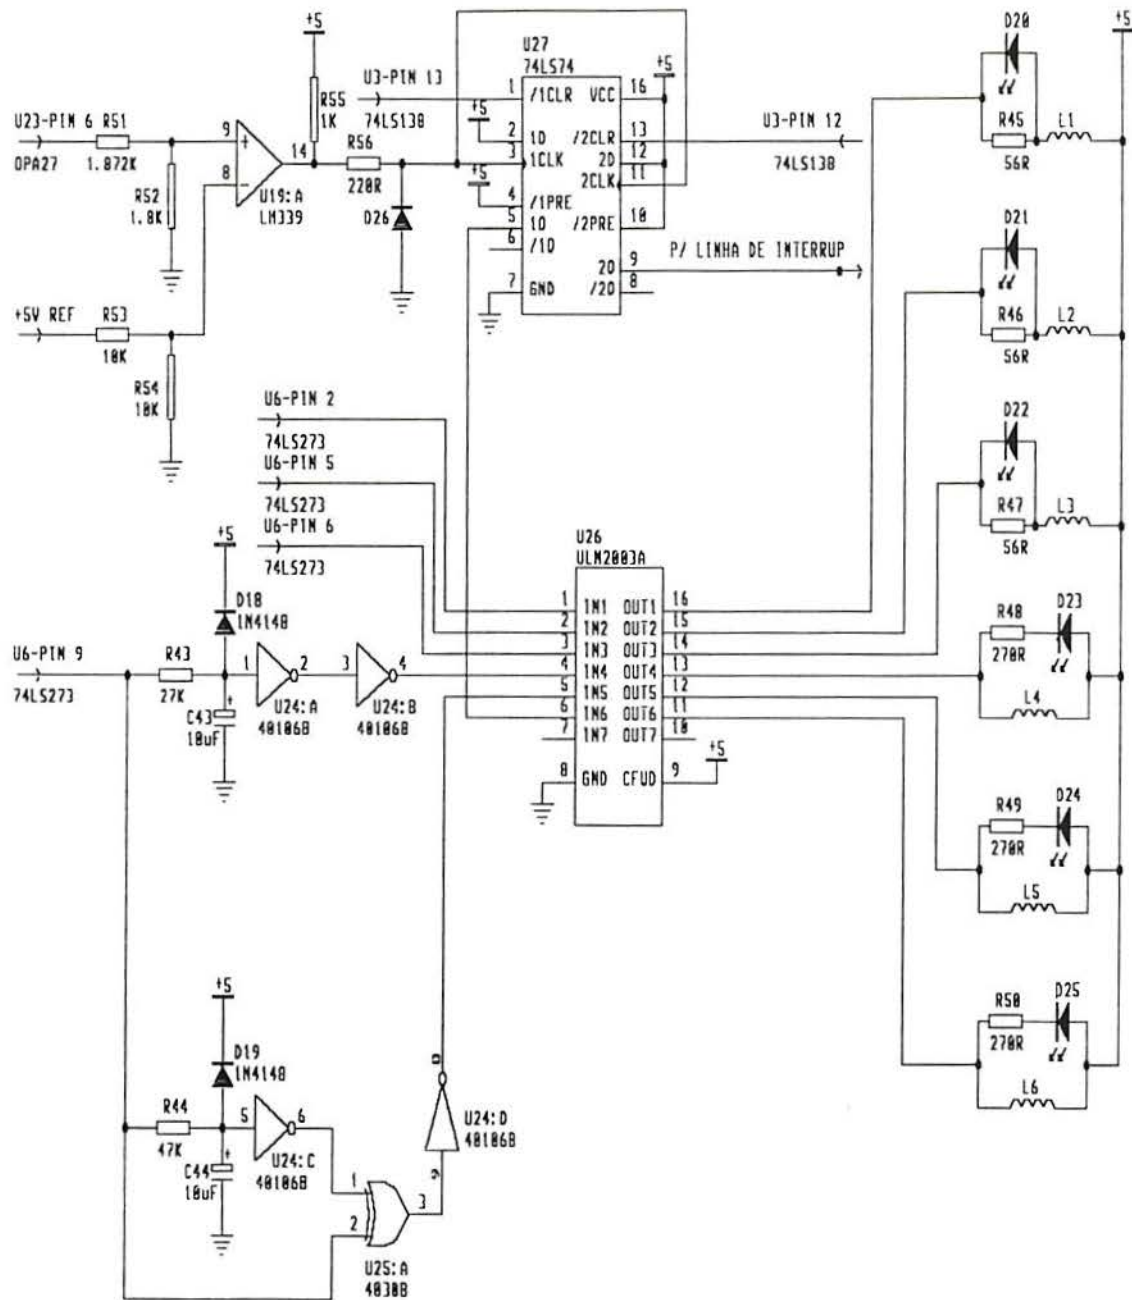 +5
U23-PIN 6
OPA27
R51
1.872K
R52
1.8K
+5V REF
R53
10K
R54
10K
9
8
14
+
-
U19:A
LM339
R55
1K
R56
220R
D26
U3-PIN 13
74LS138
+5
+5
U27
74LS74
1
2
3
4
5
6
7
/1CLR
1D
1CLK
/1PRE
1Q
/1Q
GND
VCC
/2CLR
2D
2CLK
/2PRE
2Q
/2Q
16
13
12
11
10
9
8
+5
U3-PIN 12
74LS138
P/ LINHA DE INTERRUP
U6-PIN 2
74LS273
U6-PIN 5
74LS273
U6-PIN 6
74LS273
+5
D18
1N4148
U6-PIN 9
74LS273
R43
27K
+
C43
10uF
1
2
U24:A
40106B
3
4
U24:B
40106B
U26
ULN2003A
1 IN1 OUT1 16
2 IN2 OUT2 15
3 IN3 OUT3 14
4 IN4 OUT4 13
5 IN5 OUT5 12
6 IN6 OUT6 11
7 IN7 OUT7 10
8 GND CFWD 9
+5
+5
D19
1N4148
R44
47K
+
C44
10uF
5
6
U24:C
40106B
1
2
3
U25:A
4030B
9
8
U24:D
40106B
+5
D20
R45
56R
L1
D21
R46
56R
L2
D22
R47
56R
L3
R48
270R
D23
L4
R49
270R
D24
L5
R50
270R
D25
L6